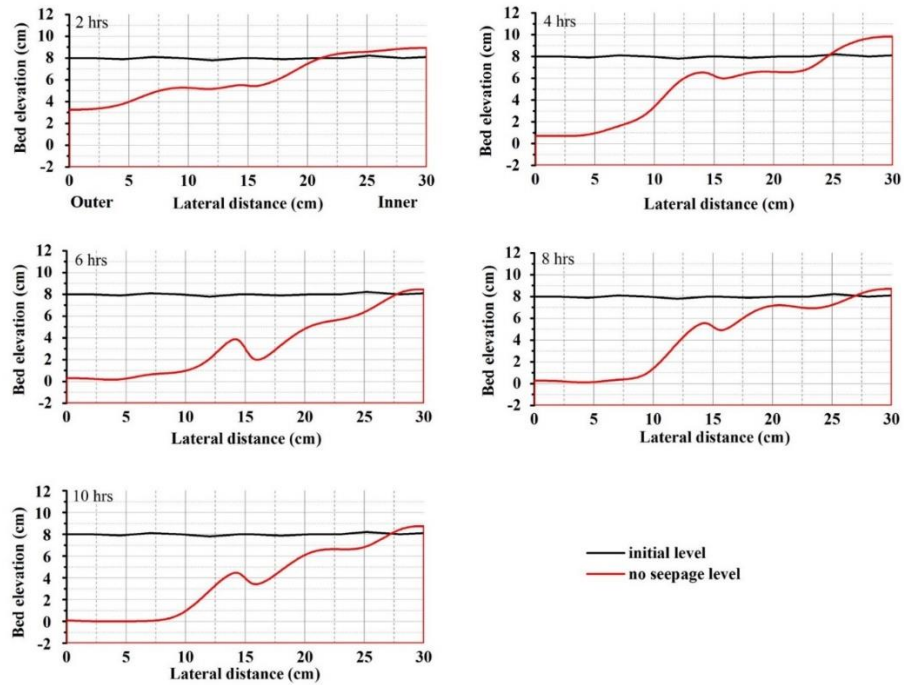 2 hrs
Bed elevation (cm)
12
10
8
6
4
2
0
-2
0 5 10 15 20 25 30
Outer Lateral distance (cm) Inner
4 hrs
Bed elevation (cm)
12
10
8
6
4
2
0
-2
0 5 10 15 20 25 30
Lateral distance (cm)
6 hrs
Bed elevation (cm)
12
10
8
6
4
2
0
-2
0 5 10 15 20 25 30
Lateral distance (cm)
8 hrs
Bed elevation (cm)
12
10
8
6
4
2
0
-2
0 5 10 15 20 25 30
Lateral distance (cm)
10 hrs
Bed elevation (cm)
12
10
8
6
4
2
0
-2
0 5 10 15 20 25 30
Lateral distance (cm)
initial level
no seepage level